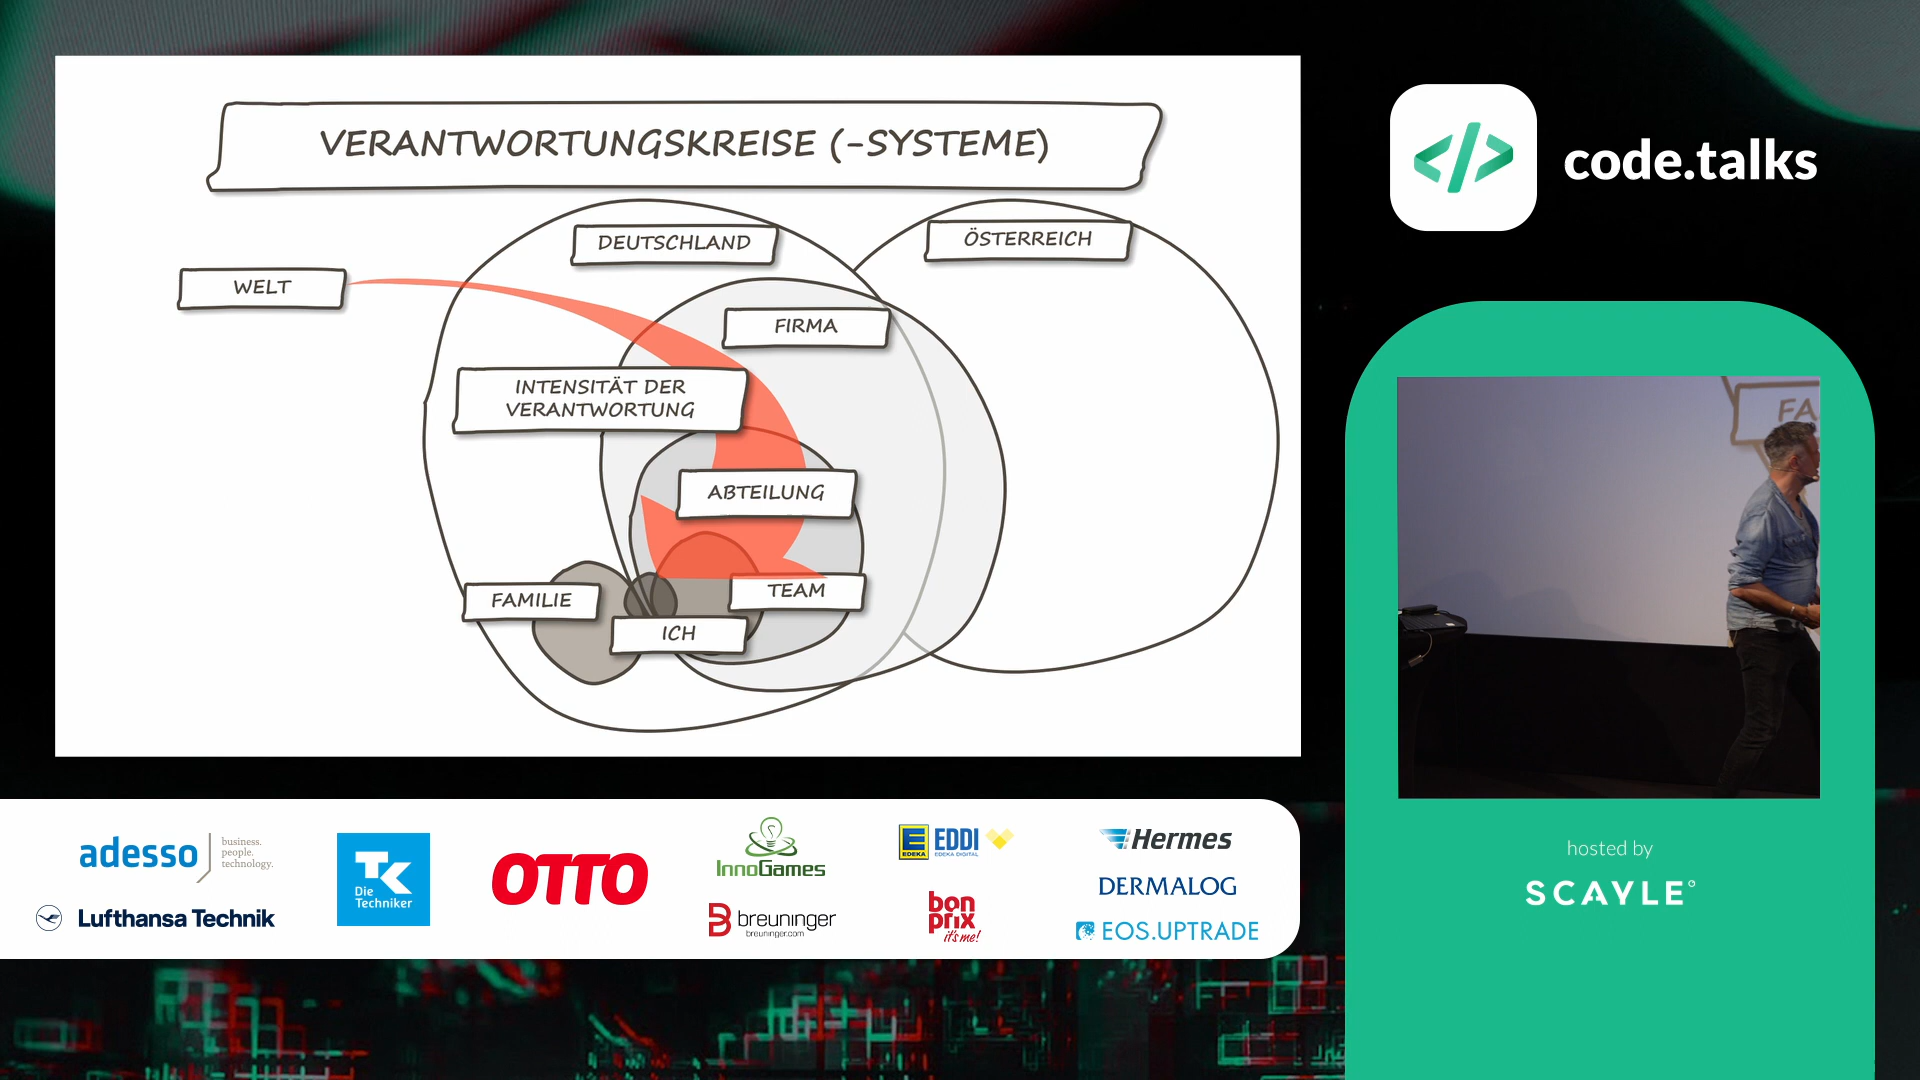 VERANTWORTUNGSKREISE (-SYSTEME)
DEUTSCHLAND
ÖSTERREICH
WELT
FIRMA
INTENSITÄT DER
VERANTWORTUNG
ABTEILUNG
FAMILIE
TEAM
ICH
</> code.talks
FA
hosted by
SCAYLE
adesso
business.
people.
technology.
Lufthansa Technik
TK
Die
Techniker
OTTO
InnoGames
breuninger
breuninger.com
E
EDEKA
EDDI
EDEKA DIGITAL
bon
prix
it's me!
Hermes
DERMALOG
EOS.UPTRADE